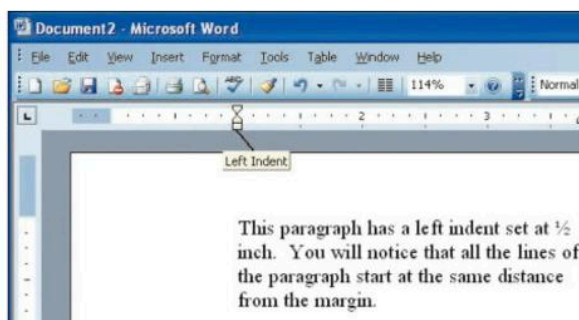 Document2 - Microsoft Word
File Edit View Insert Format Tools Table Window Help
114% Normal
L 2 3
Left Indent
This paragraph has a left indent set at ½
inch. You will notice that all the lines of
the paragraph start at the same distance
from the margin.